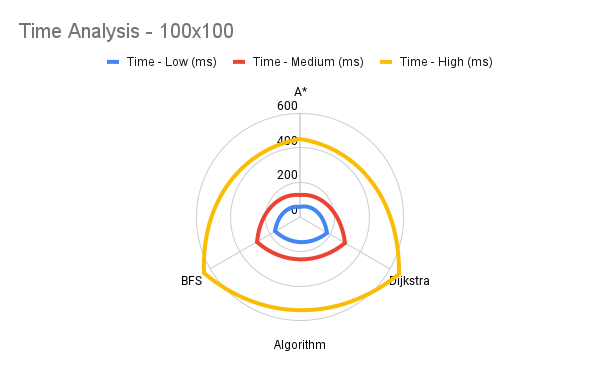 Time Analysis - 100x100
Time - Low (ms) Time - Medium (ms) Time - High (ms)
A*
600
400
200
0
BFS
Dijkstra
Algorithm